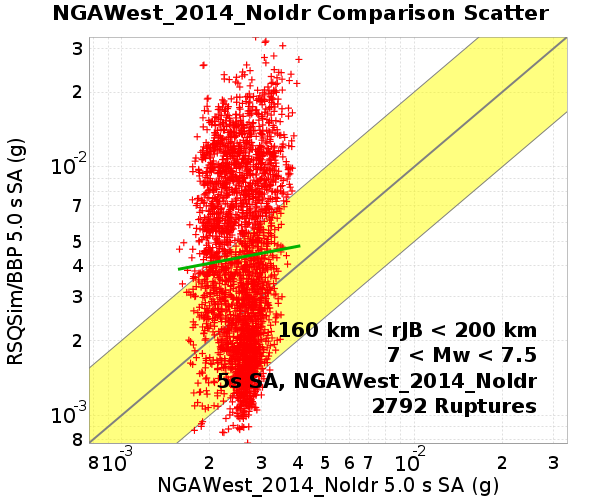 NGAWest_2014_NoIdr Comparison Scatter
RSQSim/BBP 5.0 s SA (g)
3
2
10-2
7
5
4
3
2
10-3
8
160 km < rJB < 200 km
7 < Mw < 7.5
5s SA, NGAWest_2014_NoIdr
2792 Ruptures
8 10-3 2 3 4 5 6 7 10-2 2 3
NGAWest_2014_NoIdr 5.0 s SA (g)